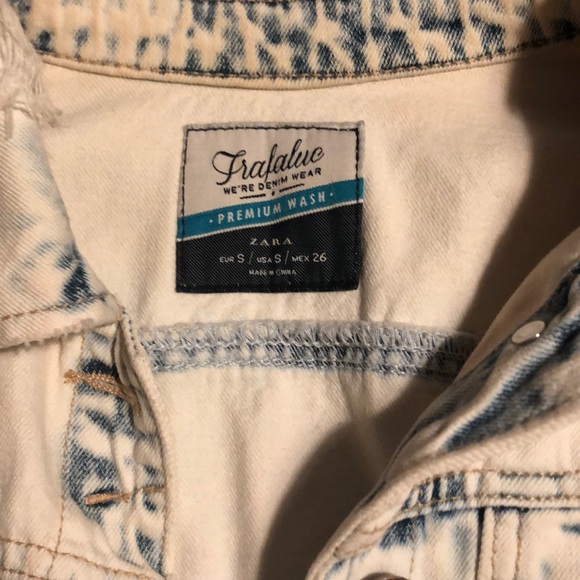 Trafaluc
WE'RE DENIM WEAR
· PREMIUM WASH ·
ZARA
EUR S / USA S / MEX 26
MADE IN CHINA